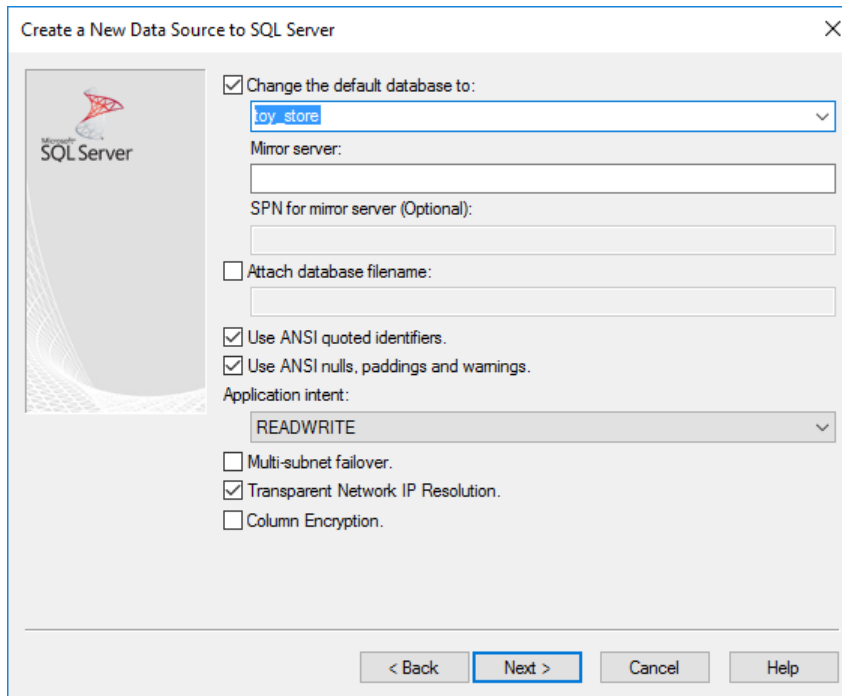 Create a New Data Source to SQL Server
Microsoft
SQL Server
Change the default database to:
toy_store
Mirror server:
SPN for mirror server (Optional):
Attach database filename:
Use ANSI quoted identifiers.
Use ANSI nulls, paddings and warnings.
Application intent:
READWRITE
Multi-subnet failover.
Transparent Network IP Resolution.
Column Encryption.
< Back Next > Cancel Help